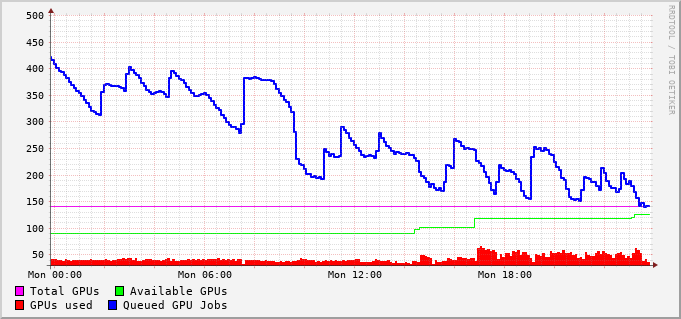 500
450
400
350
300
250
200
150
100
50
Mon 00:00 Mon 06:00 Mon 12:00 Mon 18:00
Total GPUs Available GPUs
GPUs used Queued GPU Jobs
RRDTOOL / TOBI OETIKER